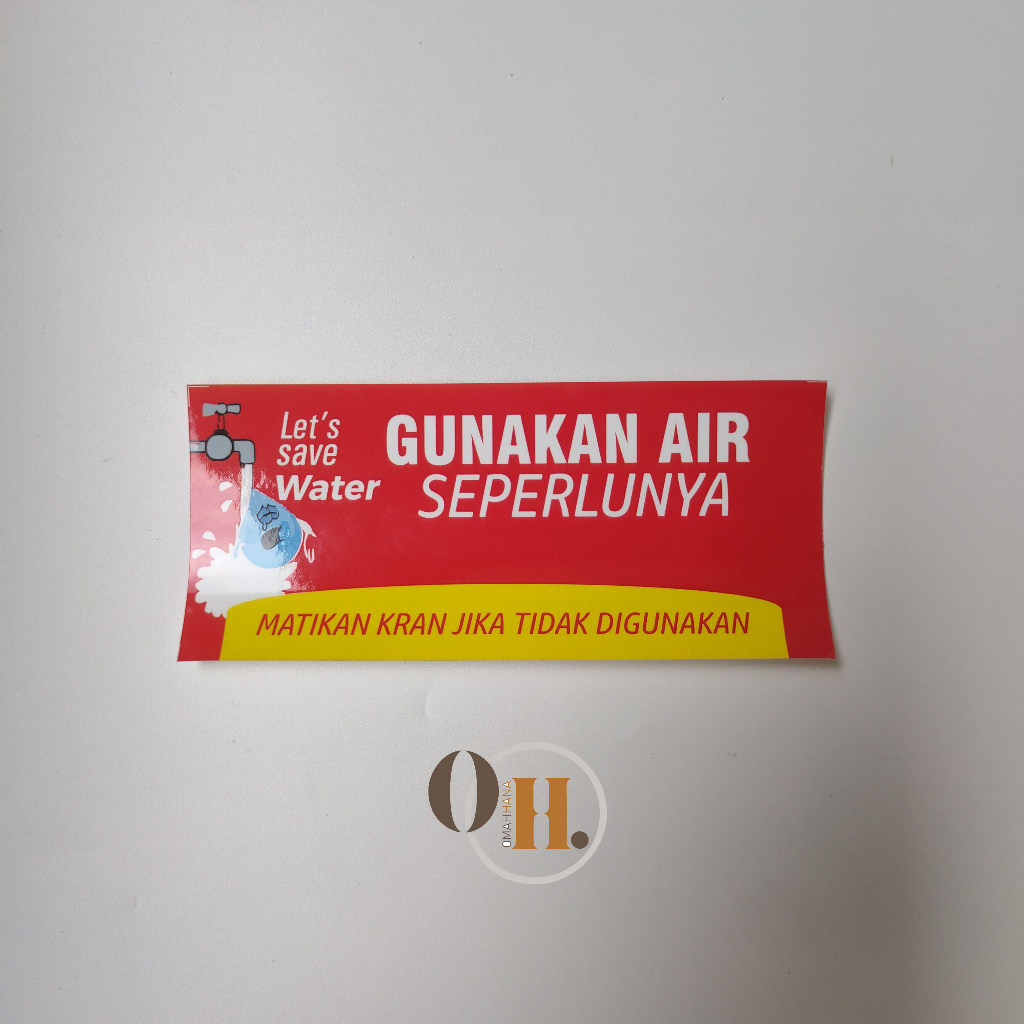 Let's
save
Water
GUNAKAN AIR
SEPERLUNYA
MATIKAN KRAN JIKA TIDAK DIGUNAKAN
OH.
OMAHHANA